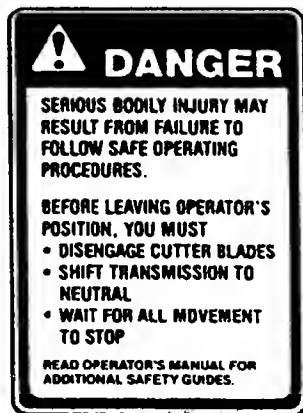 DANGER
SERIOUS BODILY INJURY MAY
RESULT FROM FAILURE TO
FOLLOW SAFE OPERATING
PROCEDURES.
BEFORE LEAVING OPERATOR'S
POSITION, YOU MUST
• DISENGAGE CUTTER BLADES
• SHIFT TRANSMISSION TO
NEUTRAL
• WAIT FOR ALL MOVEMENT
TO STOP
READ OPERATOR'S MANUAL FOR
ADDITIONAL SAFETY GUIDES.